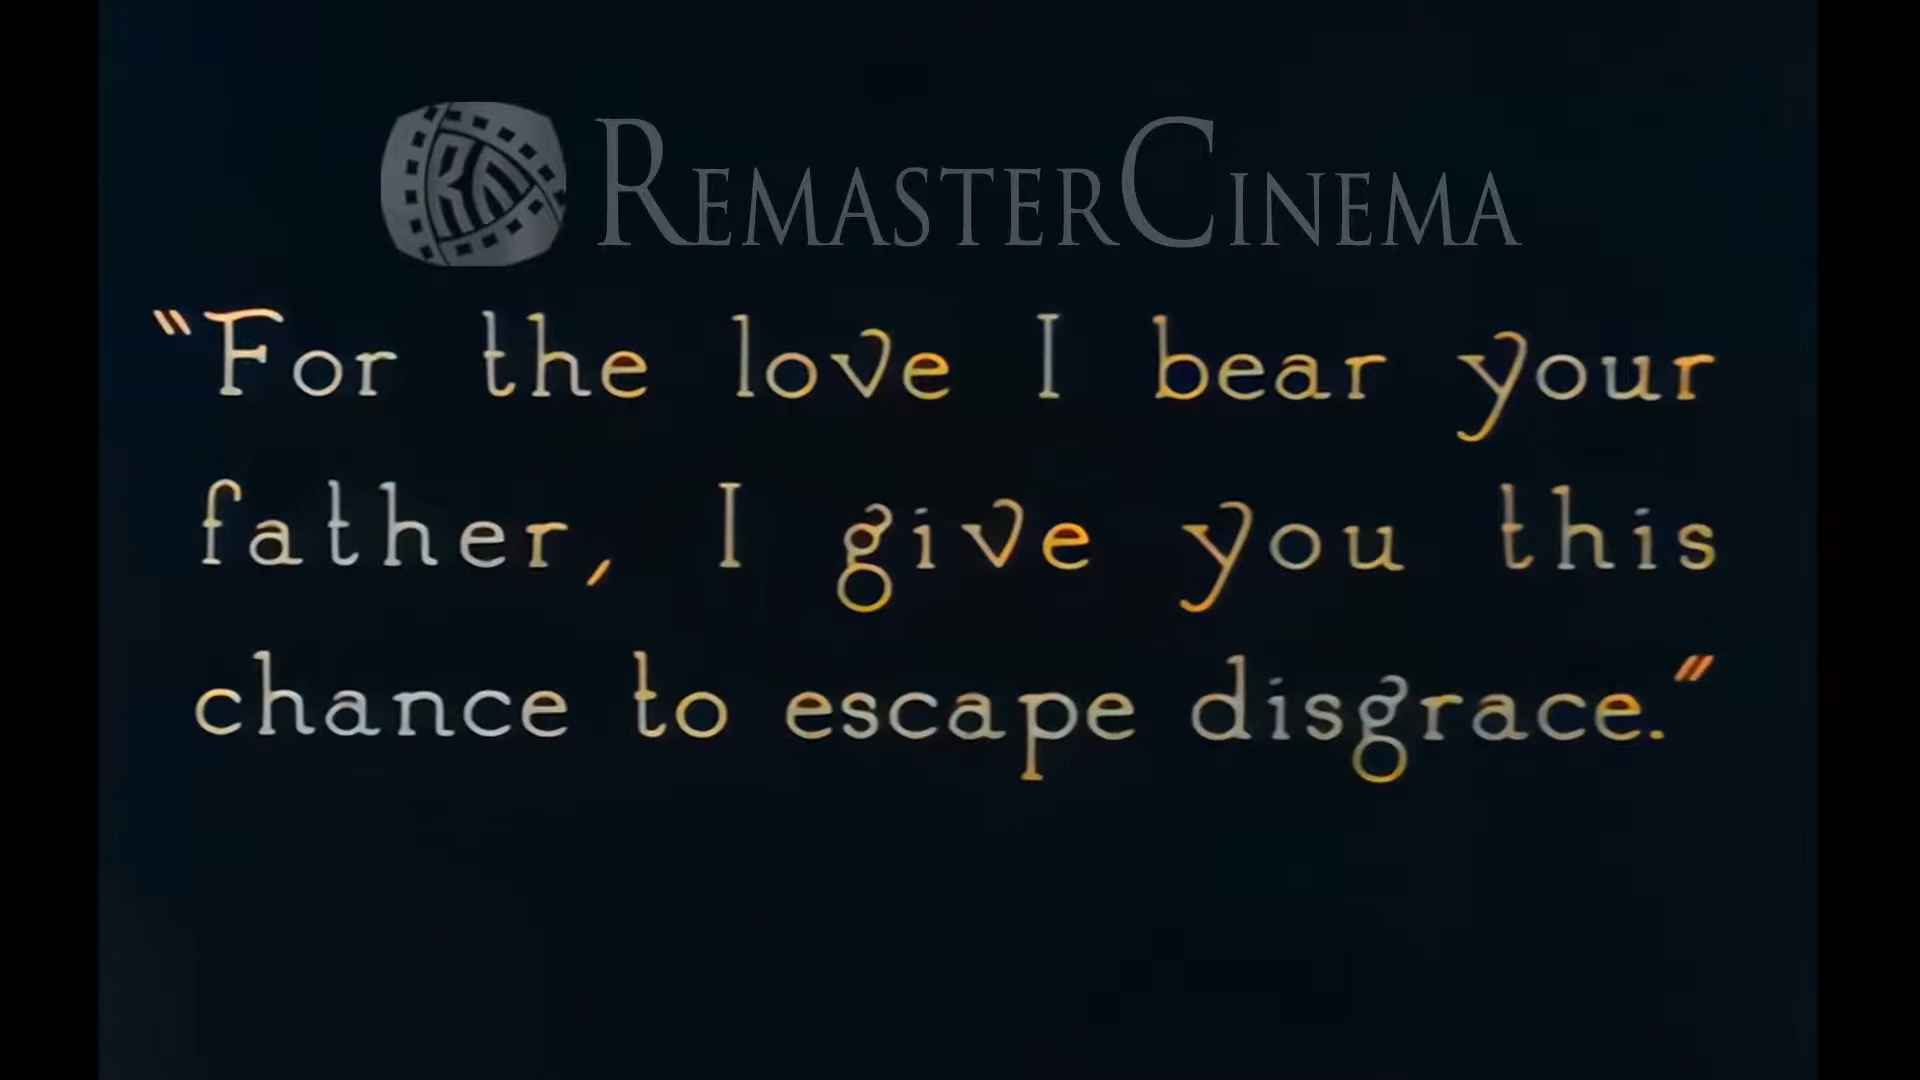 REMASTERCINEMA
"For the love I bear your
father, I give you this
chance to escape disgrace."